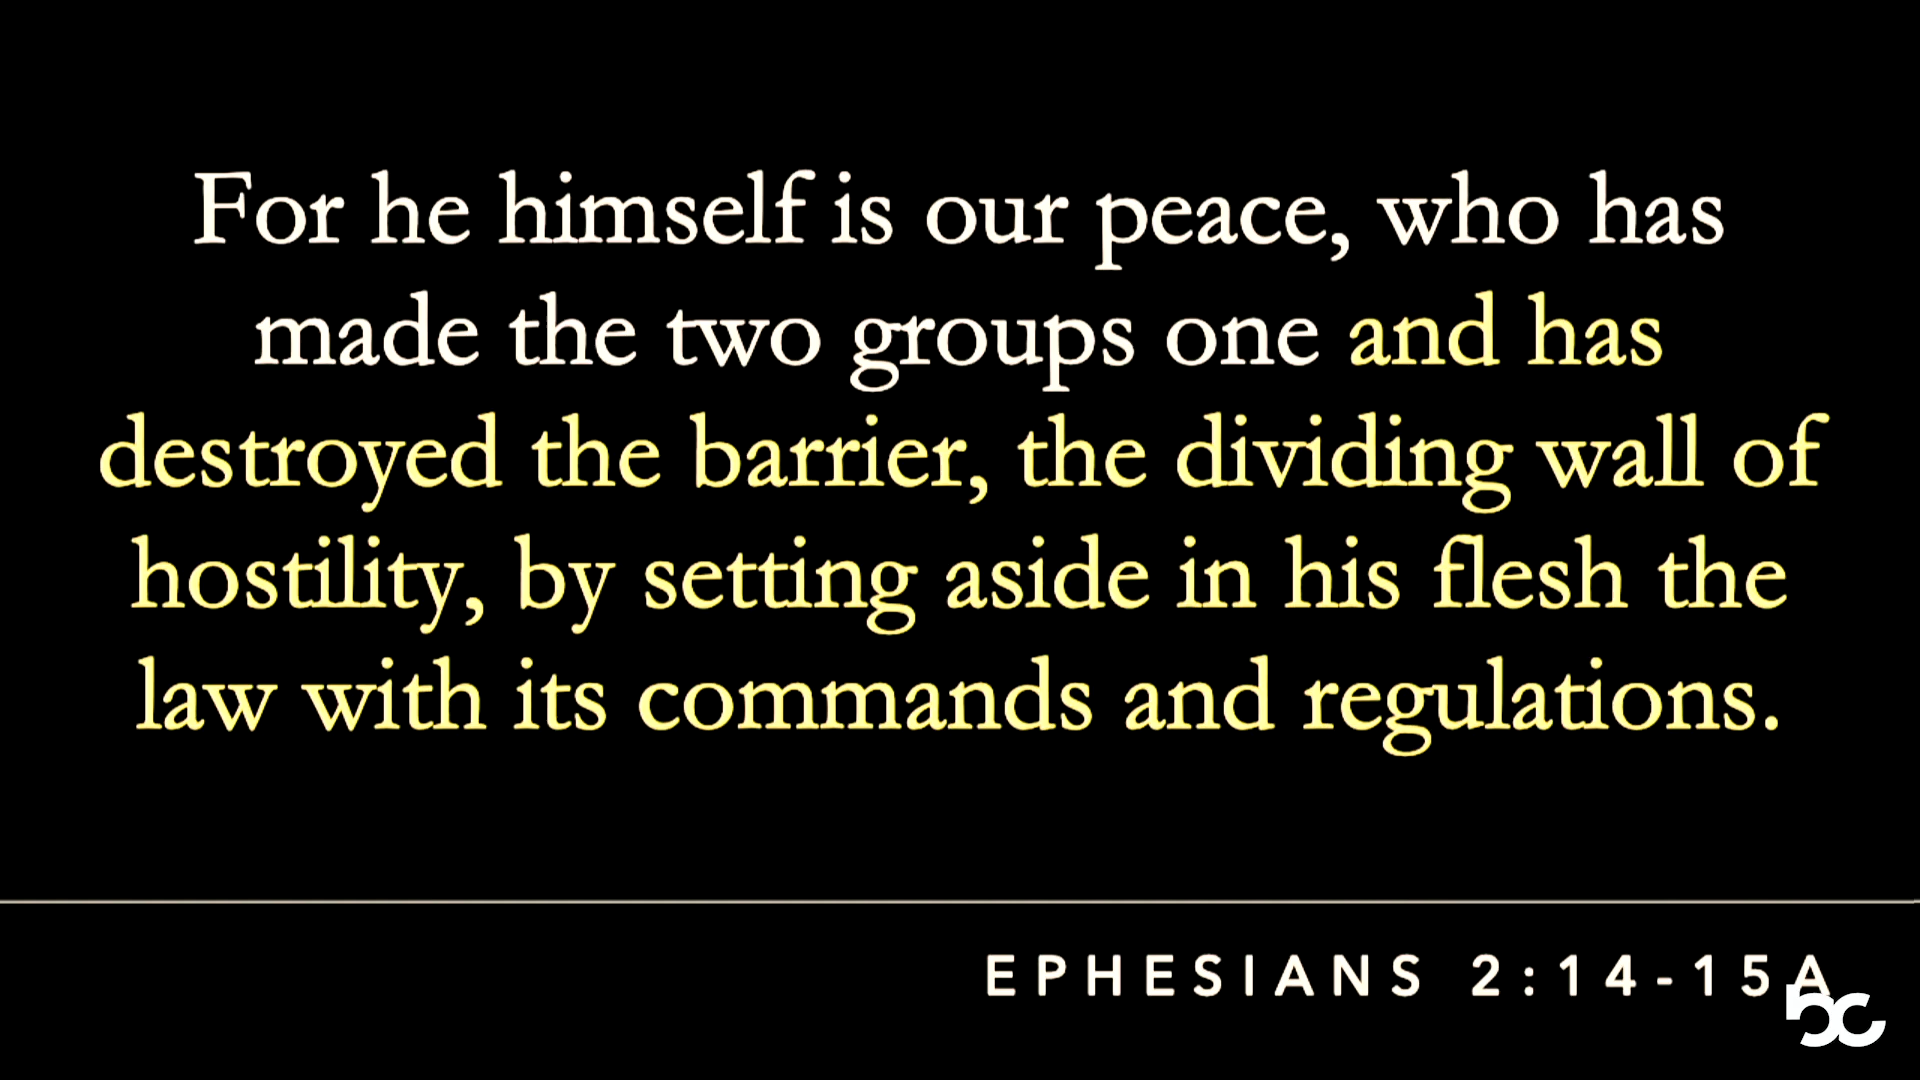 For he himself is our peace, who has
made the two groups one and has
destroyed the barrier, the dividing wall of
hostility, by setting aside in his flesh the
law with its commands and regulations.
EPHESIANS 2:14-15A